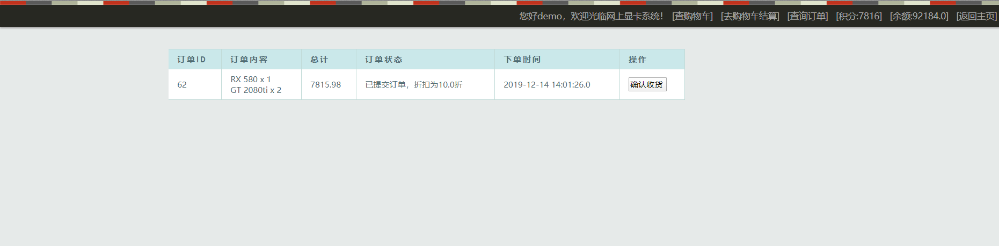 您好demo，欢迎光临网上显卡系统！ [查购物车] [去购物车结算] [查询订单] [积分:7816] [余额:92184.0] [返回主页]
订单ID 订单内容 总计 订单状态 下单时间 操作
62 RX 580 x 1 7815.98 已提交订单，折扣为10.0折 2019-12-14 14:01:26.0 确认收货
GT 2080ti x 2